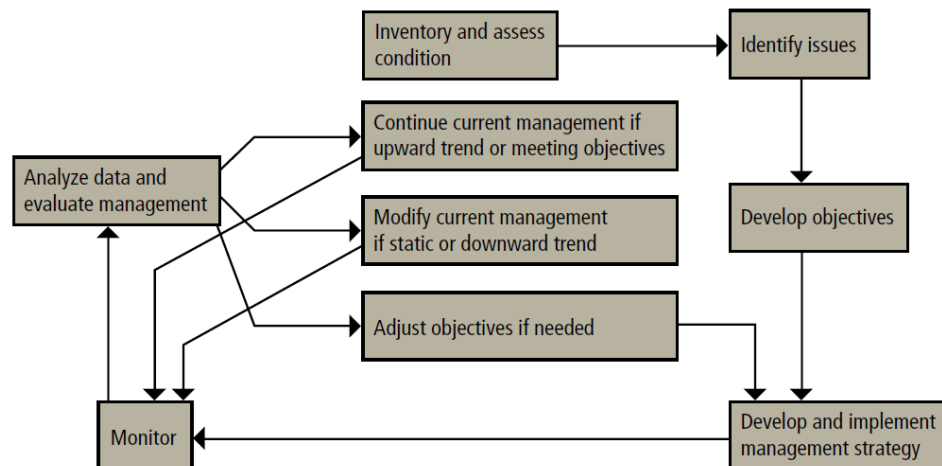 Inventory and assess
condition
Identify issues
Continue current management if
upward trend or meeting objectives
Analyze data and
evaluate management
Modify current management
if static or downward trend
Develop objectives
Adjust objectives if needed
Monitor
Develop and implement
management strategy